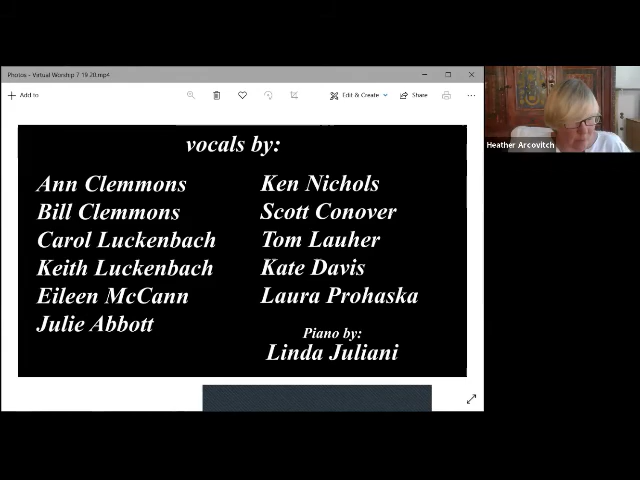 Photos - Virtual Worship 7 19 20.mp4
Add to
Edit & Create
Share
Heather Arcovitch
vocals by:
Ann Clemmons
Bill Clemmons
Carol Luckenbach
Keith Luckenbach
Eileen McCann
Julie Abbott
Ken Nichols
Scott Conover
Tom Lauher
Kate Davis
Laura Prohaska
Piano by:
Linda Juliani